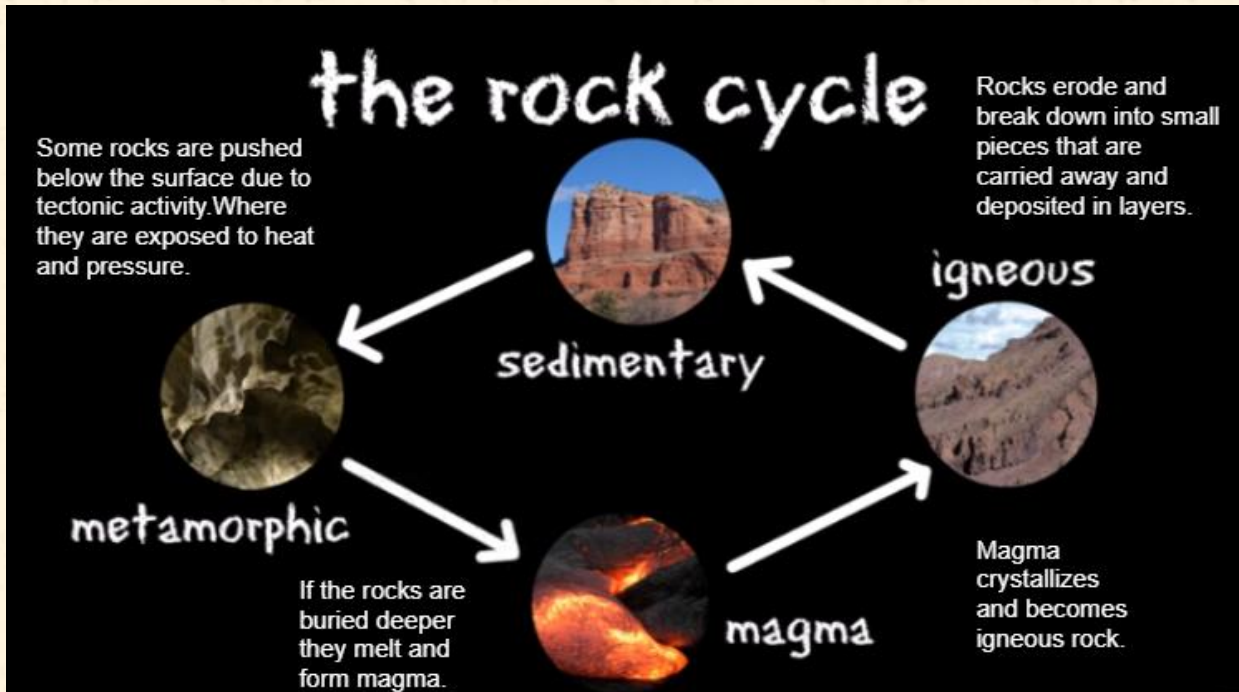 the rock cycle
Rocks erode and
break down into small
pieces that are
carried away and
deposited in layers.
Some rocks are pushed
below the surface due to
tectonic activity.Where
they are exposed to heat
and pressure.
igneous
sedimentary
metamorphic
If the rocks are
buried deeper
they melt and
form magma.
magma
Magma
crystallizes
and becomes
igneous rock.